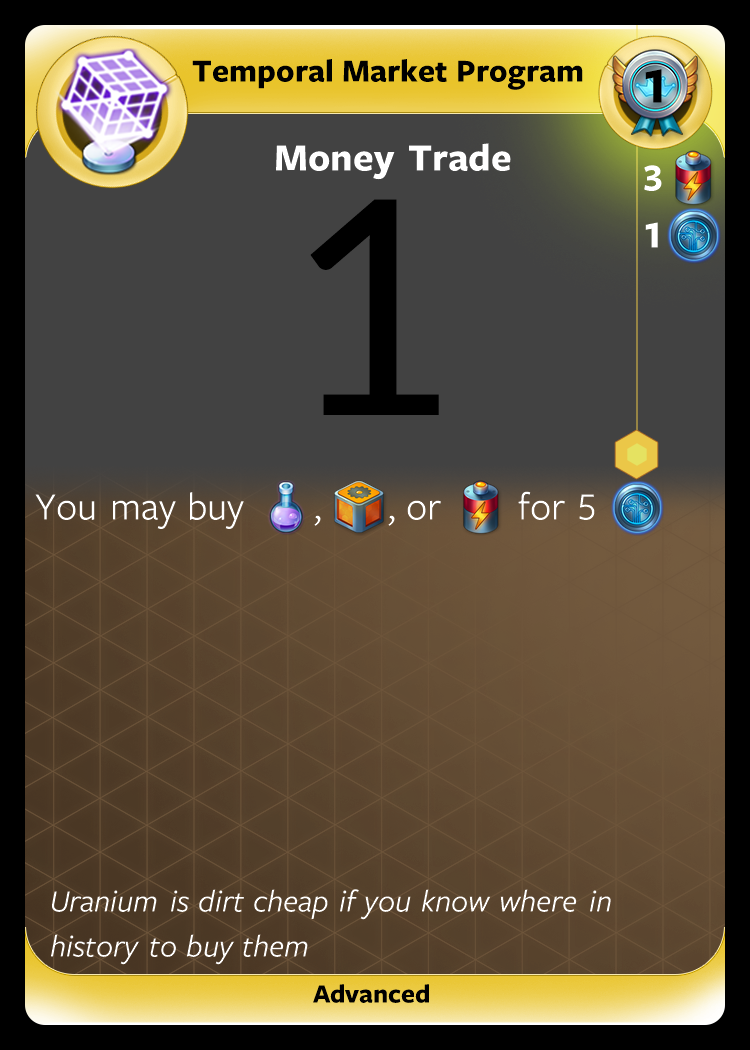 Temporal Market Program
1
Money Trade
3
1
1
You may buy , , or for 5
Uranium is dirt cheap if you know where in
history to buy them
Advanced